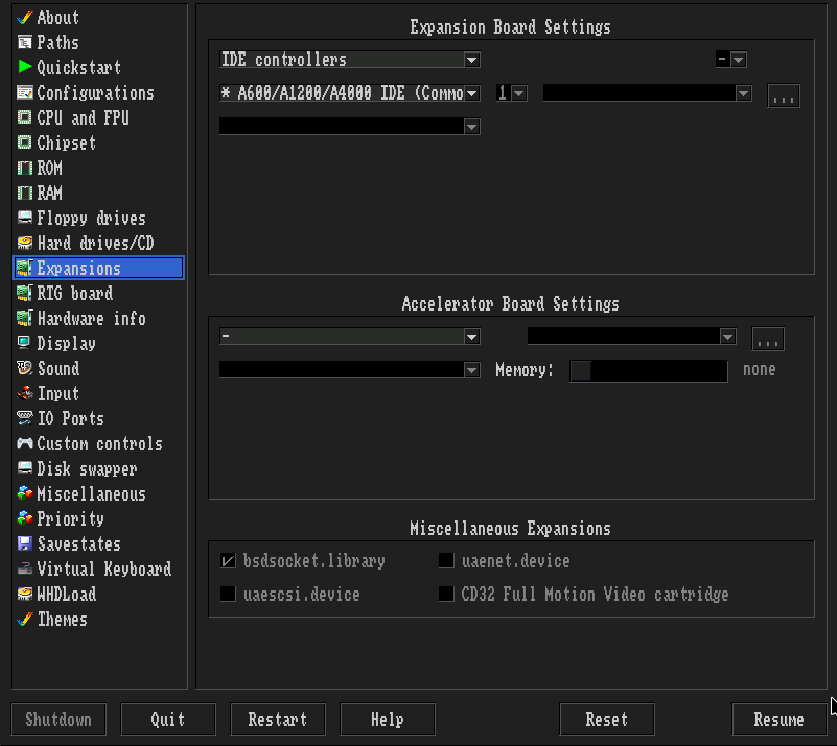 About
Paths
Quickstart
Configurations
CPU and FPU
Chipset
ROM
RAM
Floppy drives
Hard drives/CD
Expansions
RTG board
Hardware info
Display
Sound
Input
IO Ports
Custom controls
Disk swapper
Miscellaneous
Priority
Savestates
Virtual Keyboard
WHDLoad
Themes
Expansion Board Settings
IDE controllers
-
* A600/A1200/A4000 IDE (Commo
1
...
Accelerator Board Settings
-
...
Memory:
none
Miscellaneous Expansions
bsdsocket.library
uaenet.device
uaescsi.device
CD32 Full Motion Video cartridge
Shutdown
Quit
Restart
Help
Reset
Resume